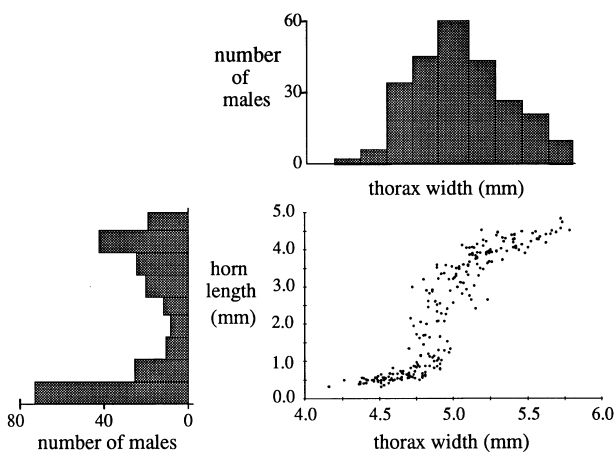 60
number
of
males
30
0
thorax width (mm)
5.0
4.0
horn
length
(mm)
3.0
2.0
1.0
0.0
80 40 0
number of males
4.0 4.5 5.0 5.5 6.0
thorax width (mm)